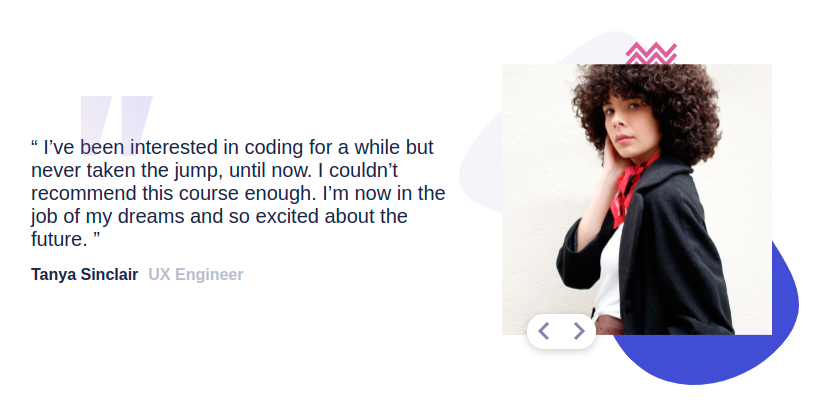 “ I’ve been interested in coding for a while but
never taken the jump, until now. I couldn’t
recommend this course enough. I’m now in the
job of my dreams and so excited about the
future. ”
Tanya Sinclair UX Engineer